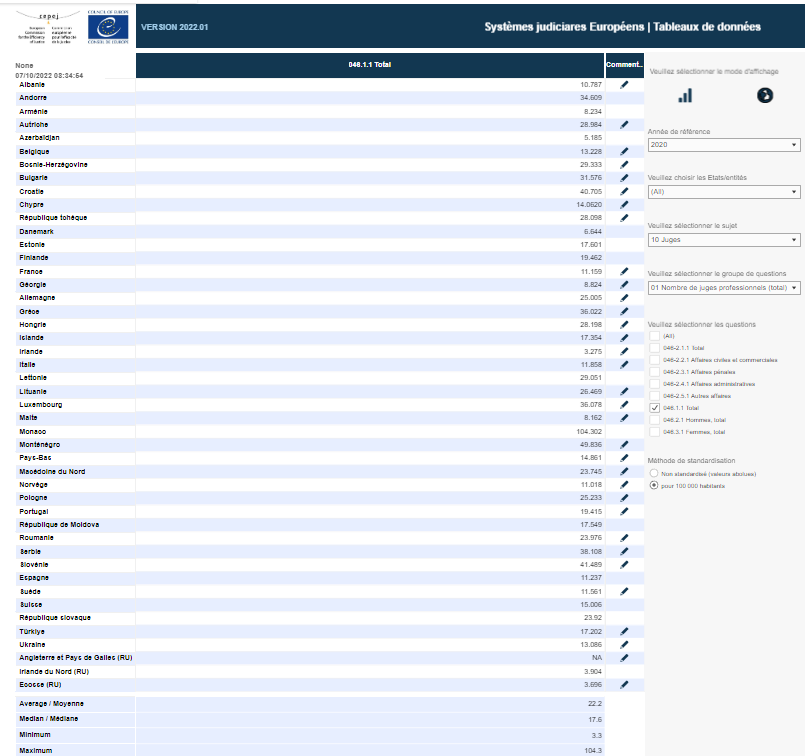 cepej
COUNCIL OF EUROPE
CONSEIL DE L'EUROPE
VERSION 2022.01
Systèmes judiciares Européens | Tableaux de données
None
07/10/2022 03:34:54
046.1.1 Total
Comment..
Albanie 10.787
Andorre 34.609
Arménie 8.234
Autriche 28.984
Azerbaïdjan 5.185
Belgique 13.228
Bosnie-Herzégovine 29.333
Bulgarie 31.576
Croatie 40.705
Chypre 14.0620
République tchèque 28.098
Danemark 6.644
Estonie 17.601
Finlande 19.462
France 11.159
Géorgie 8.824
Allemagne 25.005
Grèce 36.022
Hongrie 28.198
Islande 17.354
Irlande 3.275
Italie 11.858
Lettonie 29.051
Lituanie 26.469
Luxembourg 36.078
Malte 8.162
Monaco 104.302
Monténégro 49.836
Pays-Bas 14.861
Macédoine du Nord 23.745
Norvège 11.018
Pologne 25.233
Portugal 19.415
République de Moldova 17.549
Roumanie 23.976
Serbie 38.108
Slovénie 41.489
Espagne 11.237
Suède 11.561
Suisse 15.006
République slovaque 23.92
Türkiye 17.202
Ukraine 13.086
Angleterre et Pays de Galles (RU) NA
Irlande du Nord (RU) 3.904
Ecosse (RU) 3.696
Average / Moyenne 22.2
Median / Médiane 17.6
Minimum 3.3
Maximum 104.3
Veuillez sélectionner le mode d'affichage
Année de référence
2020
Veuillez choisir les Etats/entités
(All)
Veuillez sélectionner le sujet
10 Juges
Veuillez sélectionner le groupe de questions
01 Nombre de juges professionnels (total)
Veuillez sélectionner les questions
(All)
046-2.1.1 Total
046-2.2.1 Affaires civiles et commerciales
046-2.3.1 Affaires pénales
046-2.4.1 Affaires administratives
046-2.5.1 Autres affaires
046.1.1 Total
046.2.1 Hommes, total
046.3.1 Femmes, total
Méthode de standardisation
Non standardisé (valeurs abolues)
pour 100 000 habitants